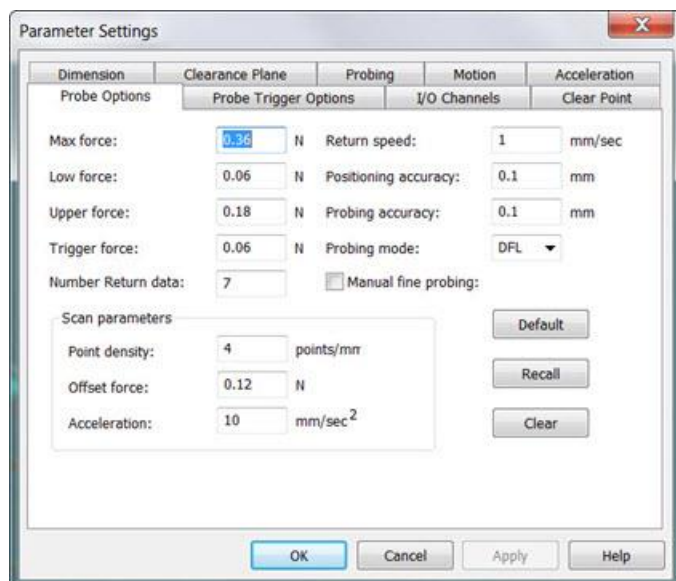 Parameter Settings
Dimension Clearance Plane Probing Motion Acceleration
Probe Options Probe Trigger Options I/O Channels Clear Point
Max force: 0.36 N Return speed: 1 mm/sec
Low force: 0.06 N Positioning accuracy: 0.1 mm
Upper force: 0.18 N Probing accuracy: 0.1 mm
Trigger force: 0.06 N Probing mode: DFL
Number Return data: 7 Manual fine probing:
Scan parameters
Default
Point density: 4 points/mm
Offset force: 0.12 N
Recall
Acceleration: 10 mm/sec2
Clear
OK Cancel Apply Help